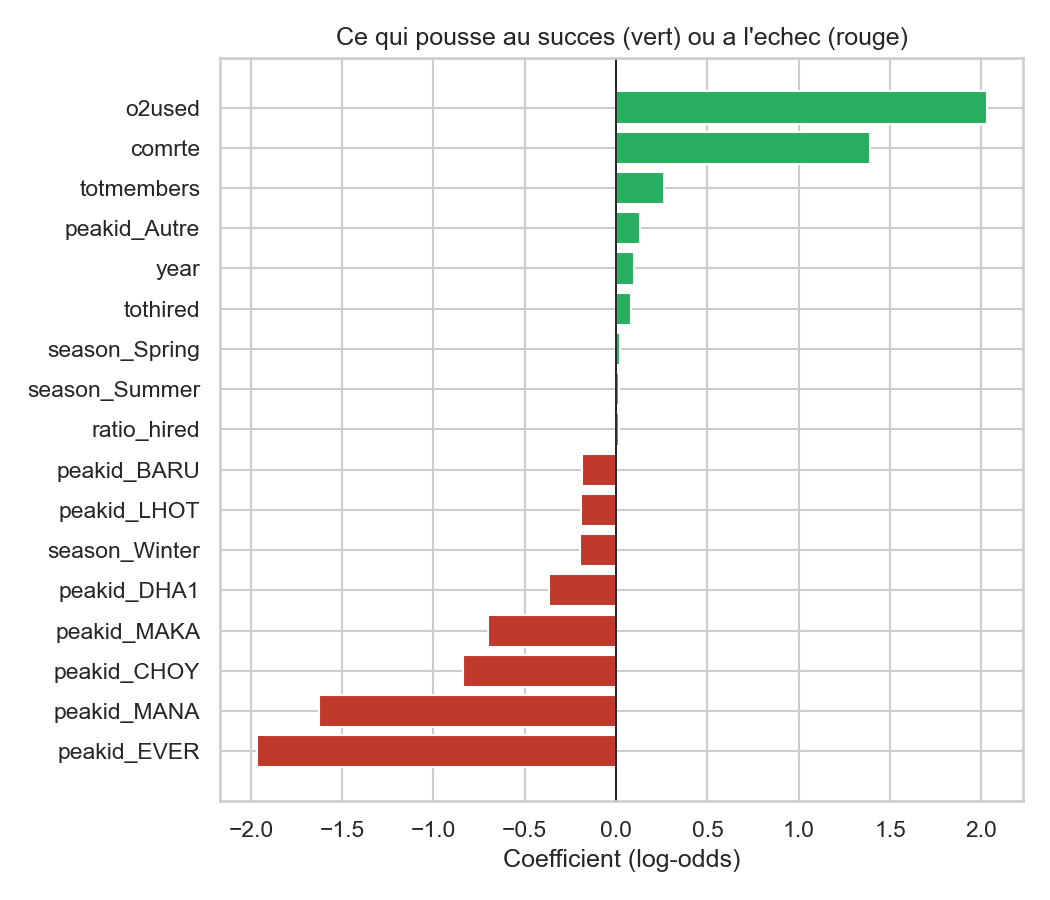 Ce qui pousse au succes (vert) ou a l'echec (rouge)
o2used
comrte
totmembers
peakid_Autre
year
tothired
season_Spring
season_Summer
ratio_hired
peakid_BARU
peakid_LHOT
season_Winter
peakid_DHA1
peakid_MAKA
peakid_CHOY
peakid_MANA
peakid_EVER
−2.0 −1.5 −1.0 −0.5 0.0 0.5 1.0 1.5 2.0
Coefficient (log-odds)